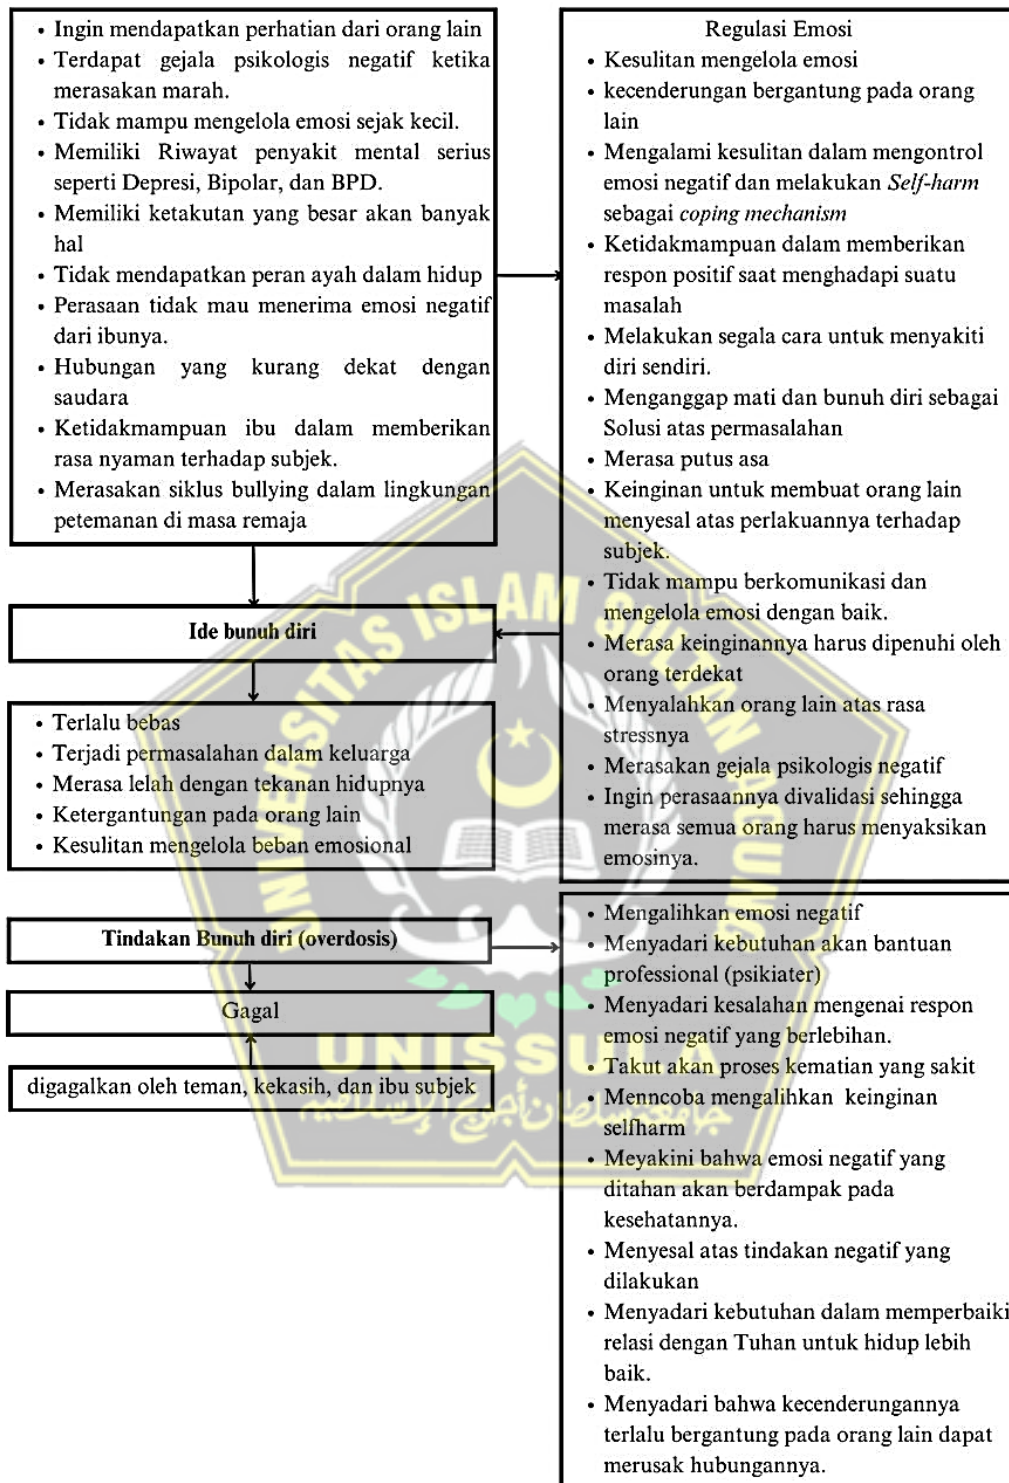 • Ingin mendapatkan perhatian dari orang lain
• Terdapat gejala psikologis negatif ketika
merasakan marah.
• Tidak mampu mengelola emosi sejak kecil.
• Memiliki Riwayat penyakit mental serius
seperti Depresi, Bipolar, dan BPD.
• Memiliki ketakutan yang besar akan banyak
hal
• Tidak mendapatkan peran ayah dalam hidup
• Perasaan tidak mau menerima emosi negatif
dari ibunya.
• Hubungan yang kurang dekat dengan
saudara
• Ketidakmampuan ibu dalam memberikan
rasa nyaman terhadap subjek.
• Merasakan siklus bullying dalam lingkungan
petemanan di masa remaja
Ide bunuh diri
• Terlalu bebas
• Terjadi permasalahan dalam keluarga
• Merasa lelah dengan tekanan hidupnya
• Ketergantungan pada orang lain
• Kesulitan mengelola beban emosional
Tindakan Bunuh diri (overdosis)
Gagal
digagalkan oleh teman, kekasih, dan ibu subjek
Regulasi Emosi
• Kesulitan mengelola emosi
• kecenderungan bergantung pada orang
lain
• Mengalami kesulitan dalam mengontrol
emosi negatif dan melakukan Self-harm
sebagai coping mechanism
• Ketidakmampuan dalam memberikan
respon positif saat menghadapi suatu
masalah
• Melakukan segala cara untuk menyakiti
diri sendiri.
• Menganggap mati dan bunuh diri sebagai
Solusi atas permasalahan
• Merasa putus asa
• Keinginan untuk membuat orang lain
menyesal atas perlakuannya terhadap
subjek.
• Tidak mampu berkomunikasi dan
mengelola emosi dengan baik.
• Merasa keinginannya harus dipenuhi oleh
orang terdekat
• Menyalahkan orang lain atas rasa
stressnya
• Merasakan gejala psikologis negatif
• Ingin perasaannya divalidasi sehingga
merasa semua orang harus menyaksikan
emosinya.
• Mengalihkan emosi negatif
• Menyadari kebutuhan akan bantuan
professional (psikiater)
• Menyadari kesalahan mengenai respon
emosi negatif yang berlebihan.
• Takut akan proses kematian yang sakit
• Menncoba mengalihkan keinginan
selfharm
• Meyakini bahwa emosi negatif yang
ditahan akan berdampak pada
kesehatannya.
• Menyesal atas tindakan negatif yang
dilakukan
• Menyadari kebutuhan dalam memperbaiki
relasi dengan Tuhan untuk hidup lebih
baik.
• Menyadari bahwa kecenderungannya
terlalu bergantung pada orang lain dapat
merusak hubungannya.
UNIVERSITAS ISLAM SULTAN AGUNG
UNISSULA
جامعة سلطان أجونج الإسلامية